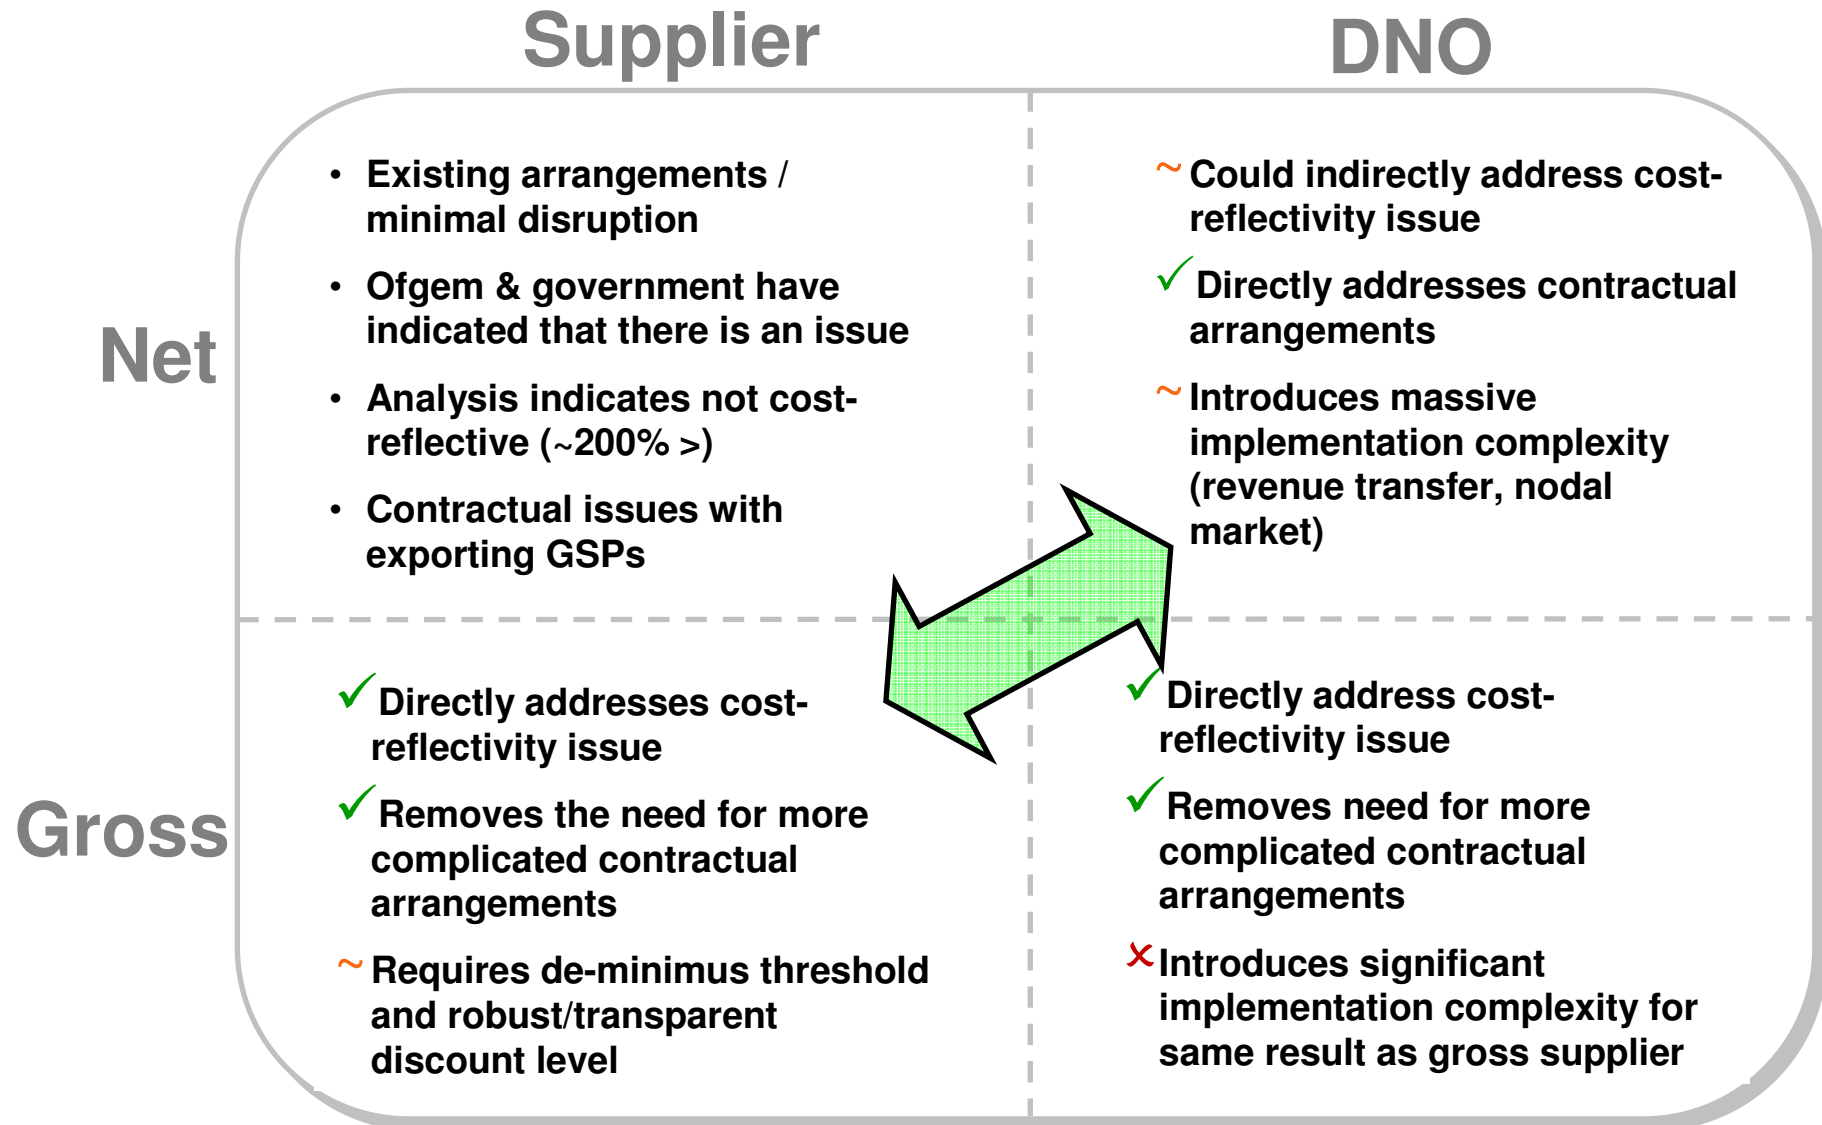 Supplier
DNO
Net
• Existing arrangements /
minimal disruption
• Ofgem & government have
indicated that there is an issue
• Analysis indicates not cost-
reflective (~200% >)
• Contractual issues with
exporting GSPs
~ Could indirectly address cost-
reflectivity issue
✓ Directly addresses contractual
arrangements
~ Introduces massive
implementation complexity
(revenue transfer, nodal
market)
Gross
✓ Directly addresses cost-
reflectivity issue
✓ Removes the need for more
complicated contractual
arrangements
~ Requires de-minimus threshold
and robust/transparent
discount level
✓ Directly address cost-
reflectivity issue
✓ Removes need for more
complicated contractual
arrangements
✗ Introduces significant
implementation complexity for
same result as gross supplier